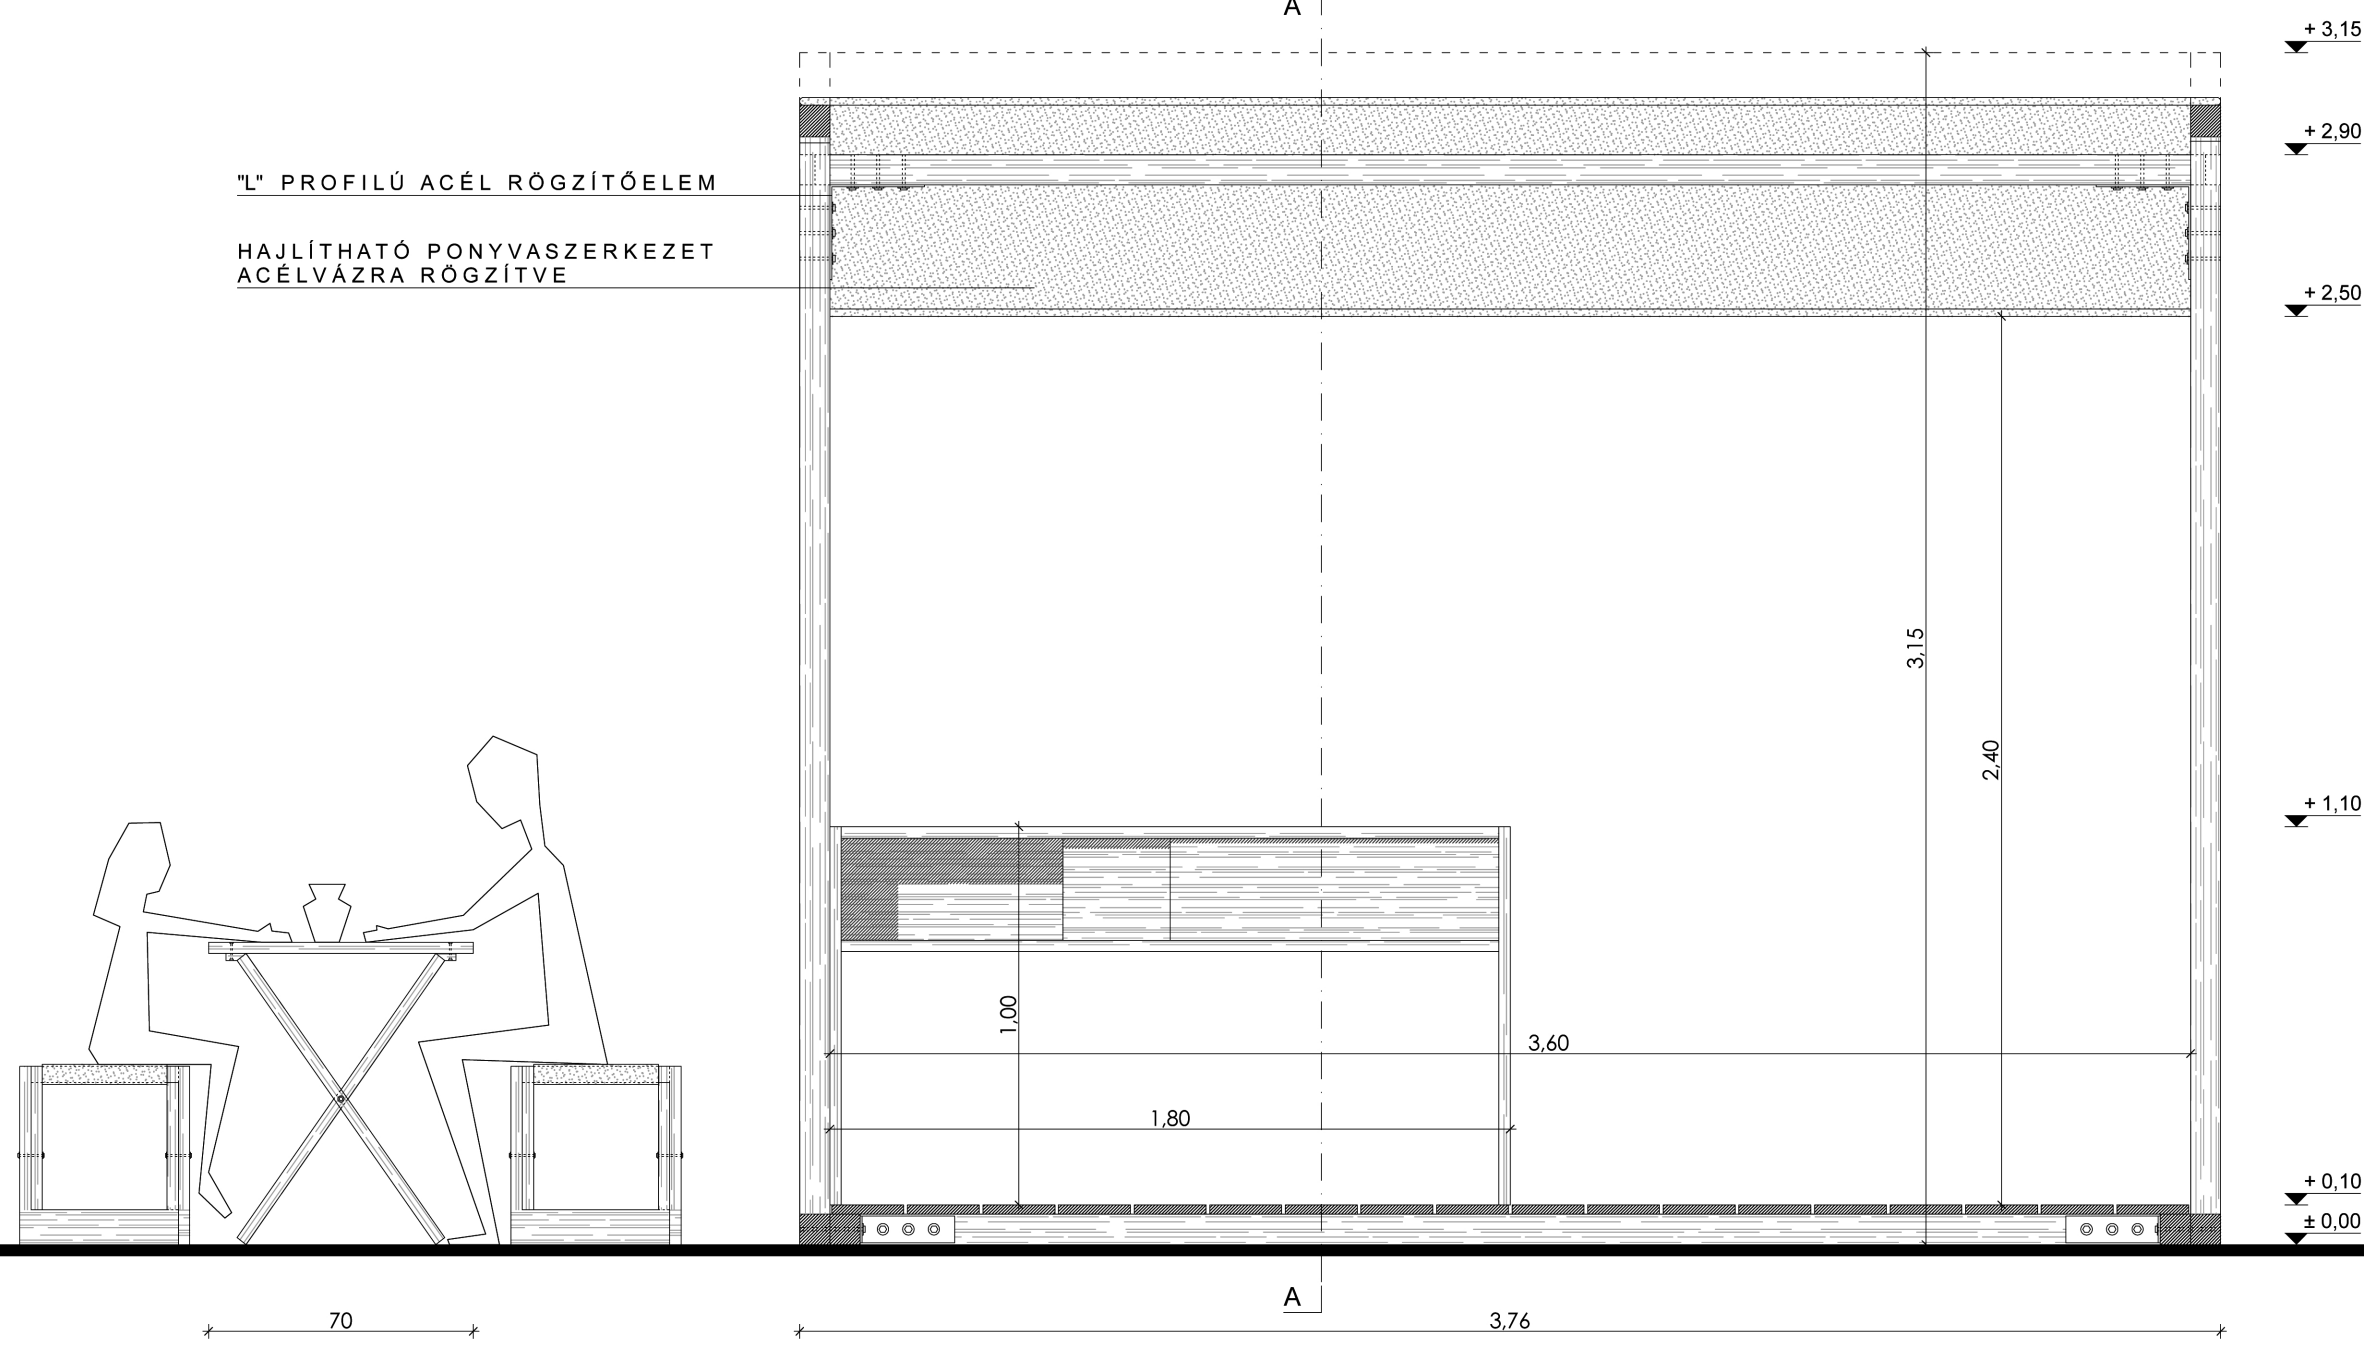 A
+ 3,15
+ 2,90
"L" PROFILÚ ACÉL RÖGZÍTŐELEM
HAJLÍTHATÓ PONYVASZERKEZET
ACÉLVÁZRA RÖGZÍTVE
+ 2,50
3,15
2,40
+ 1,10
1,00
3,60
1,80
+ 0,10
± 0,00
A
70
3,76